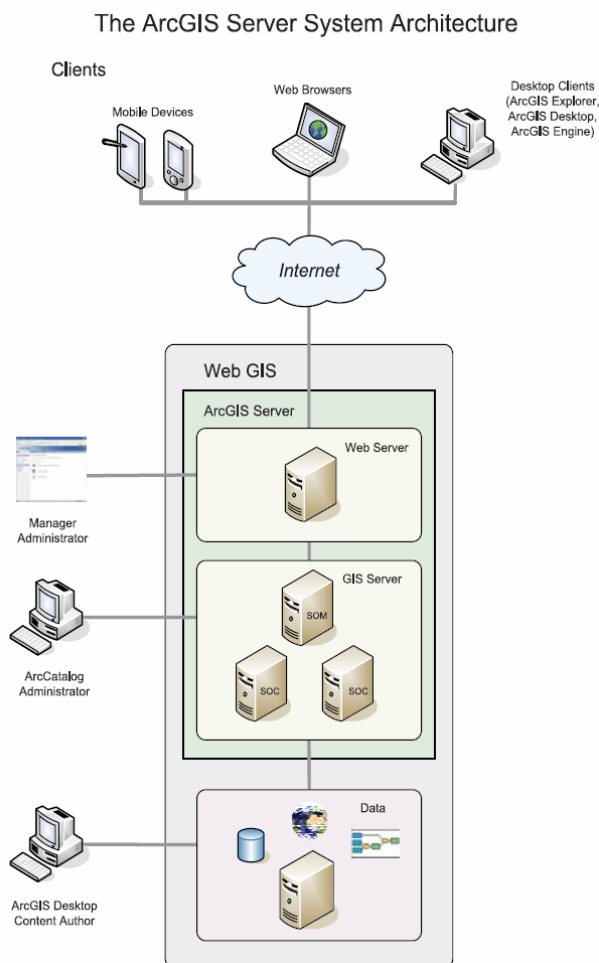 The ArcGIS Server System Architecture
Clients
Mobile Devices
Web Browsers
Desktop Clients
(ArcGIS Explorer,
ArcGIS Desktop,
ArcGIS Engine)
Internet
Web GIS
ArcGIS Server
Web Server
Manager
Administrator
GIS Server
SOM
SOC
SOC
ArcCatalog
Administrator
Data
ArcGIS Desktop
Content Author